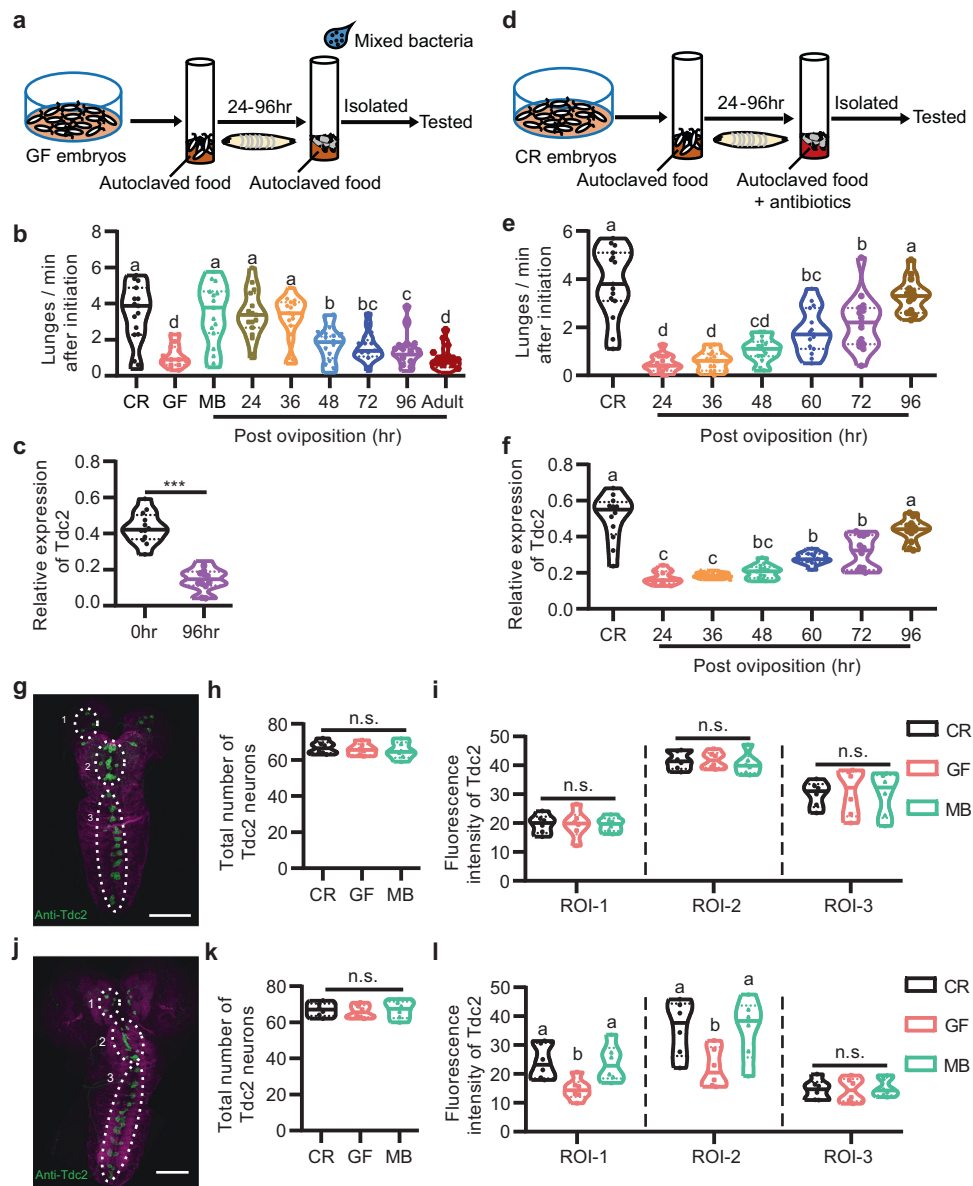 a
Mixed bacteria
24-96hr
Isolated
Tested
GF embryos
Autoclaved food
Autoclaved food
d
24-96hr
Isolated
Tested
CR embryos
Autoclaved food
Autoclaved food
+ antibiotics
b
Lunges / min
after initiation
8
6
4
2
0
a
d
a
a
a
b
bc
c
d
CR GF MB 24 36 48 72 96 Adult
Post oviposition (hr)
e
Lunges / min
after initiation
6
4
2
0
a
d
d
cd
bc
b
a
CR 24 36 48 60 72 96
Post oviposition (hr)
c
Relative expression
of Tdc2
0.8
0.6
0.4
0.2
0.0
***
0hr 96hr
f
Relative expression
of Tdc2
0.8
0.6
0.4
0.2
0.0
a
c
c
bc
b
b
a
CR 24 36 48 60 72 96
Post oviposition (hr)
g
1
2
3
Anti-Tdc2
h
Total number of
Tdc2 neurons
80
60
40
20
0
n.s.
CR GF MB
i
Fluorescence
intensity of Tdc2
50
40
30
20
10
0
n.s.
n.s.
n.s.
ROI-1 ROI-2 ROI-3
CR
GF
MB
j
1
2
3
Anti-Tdc2
k
Total number of
Tdc2 neurons
80
60
40
20
0
n.s.
CR GF MB
l
Fluorescence
intensity of Tdc2
50
40
30
20
10
0
a
b
a
a
b
a
n.s.
ROI-1 ROI-2 ROI-3
CR
GF
MB